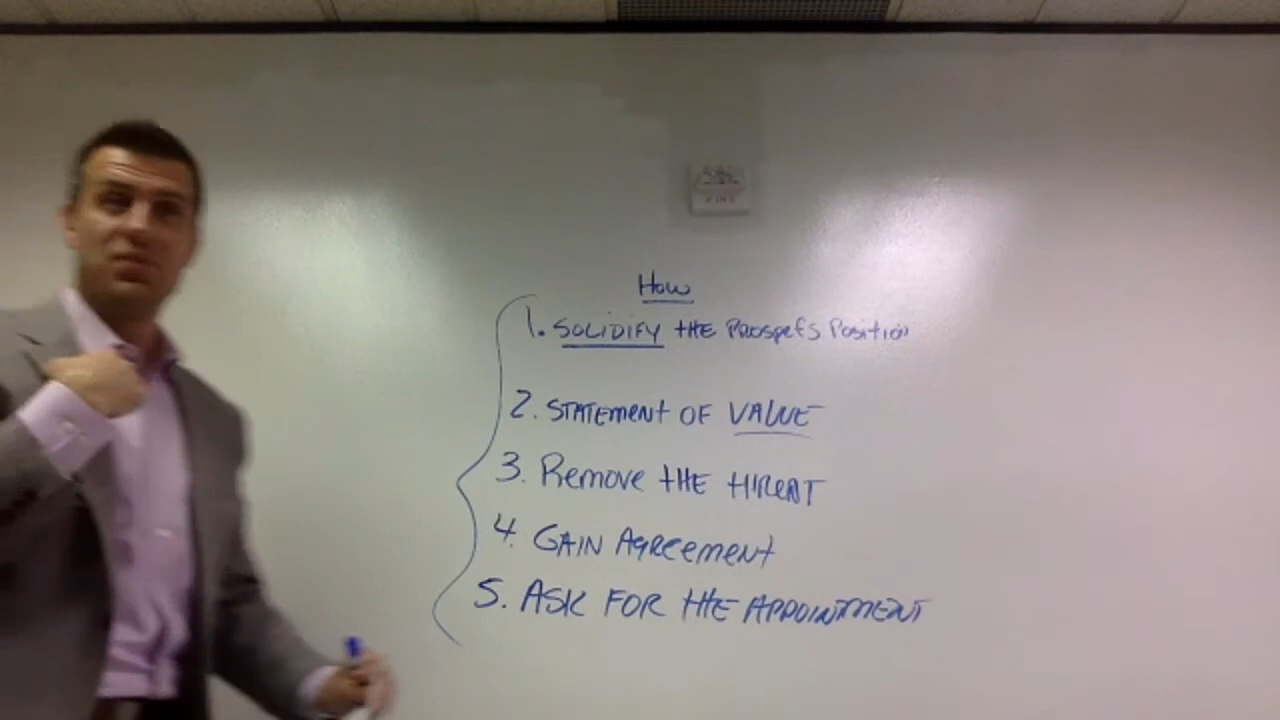 How
1. SOLIDIFY THE PROSPECTS POSITION
2. STATEMENT OF VALUE
3. Remove THE THREAT
4. GAIN AGREEMENT
5. ASK FOR THE APPOINTMENT